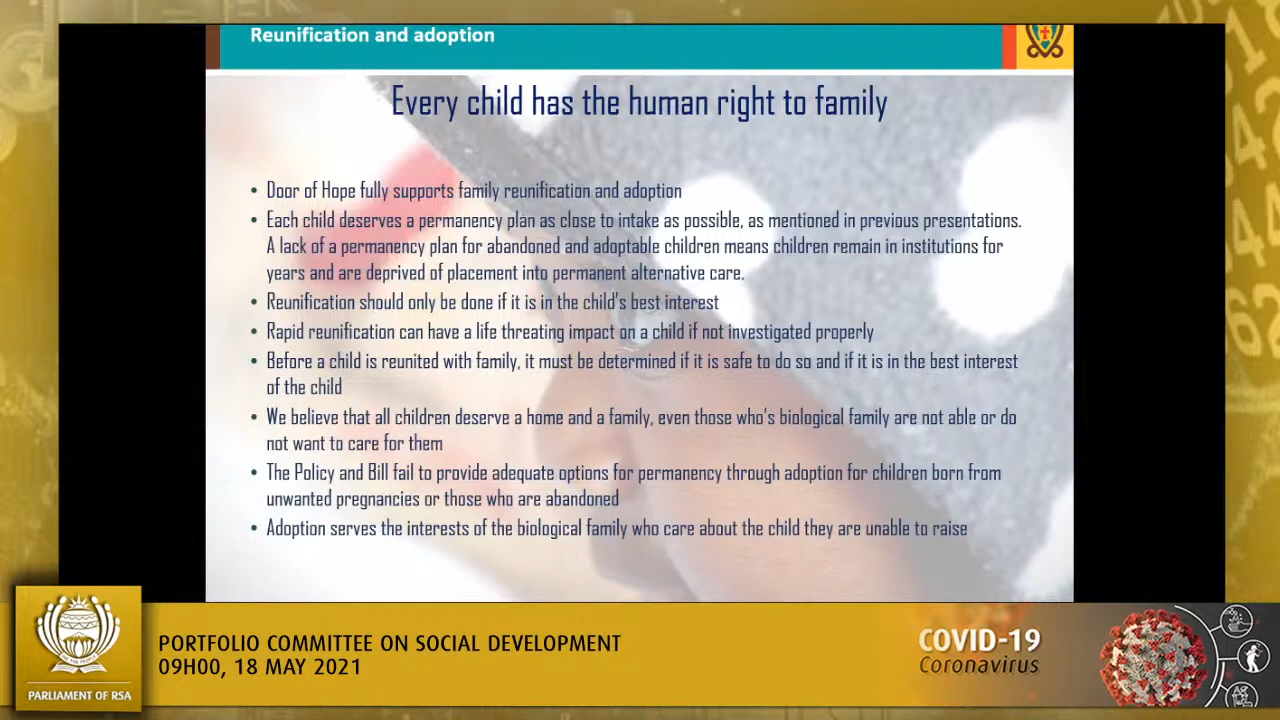 Reunification and adoption
Every child has the human right to family
• Door of Hope fully supports family reunification and adoption
• Each child deserves a permanency plan as close to intake as possible, as mentioned in previous presentations.
A lack of a permanency plan for abandoned and adoptable children means children remain in institutions for
years and are deprived of placement into permanent alternative care.
• Reunification should only be done if it is in the child's best interest
• Rapid reunification can have a life threating impact on a child if not investigated properly
• Before a child is reunited with family, it must be determined if it is safe to do so and if it is in the best interest
of the child
• We believe that all children deserve a home and a family, even those who's biological family are not able or do
not want to care for them
• The Policy and Bill fail to provide adequate options for permanency through adoption for children born from
unwanted pregnancies or those who are abandoned
• Adoption serves the interests of the biological family who care about the child they are unable to raise
PARLIAMENT OF RSA
PORTFOLIO COMMITTEE ON SOCIAL DEVELOPMENT
09H00, 18 MAY 2021
COVID-19
Coronavirus